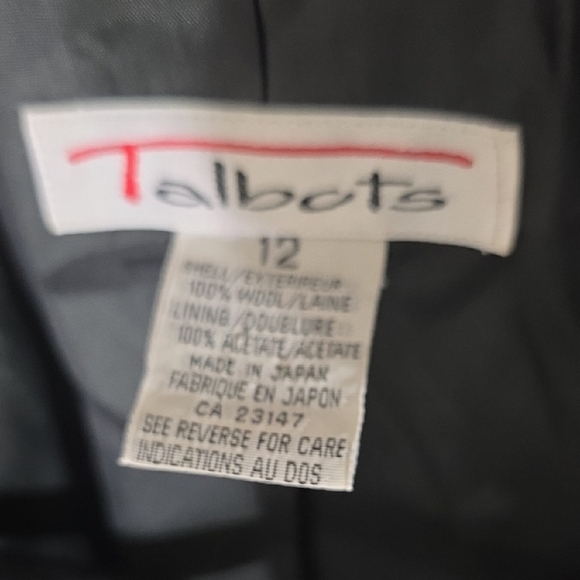 Talbots
12
SHELL/EXTERIEUR
100% WOOL/LAINE
LINING/DOUBLURE
100% ACETATE/ACETATE
MADE IN JAPAN
FABRIQUE EN JAPON
CA 23147
SEE REVERSE FOR CARE
INDICATIONS AU DOS